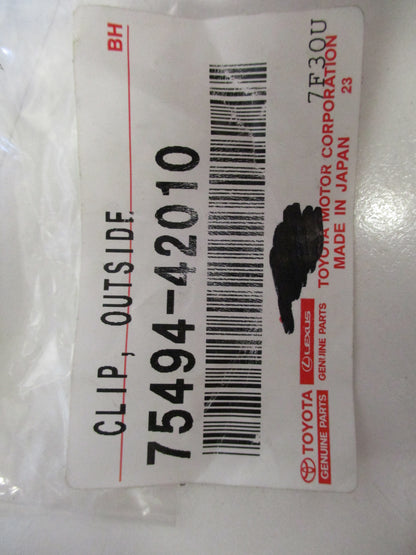 BH
CLIP, OUTSIDE
75494-42010
TOYOTA
GENUINE PARTS
LEXUS
GENUINE PARTS
7F30U
TOYOTA MOTOR CORPORATION
MADE IN JAPAN
23